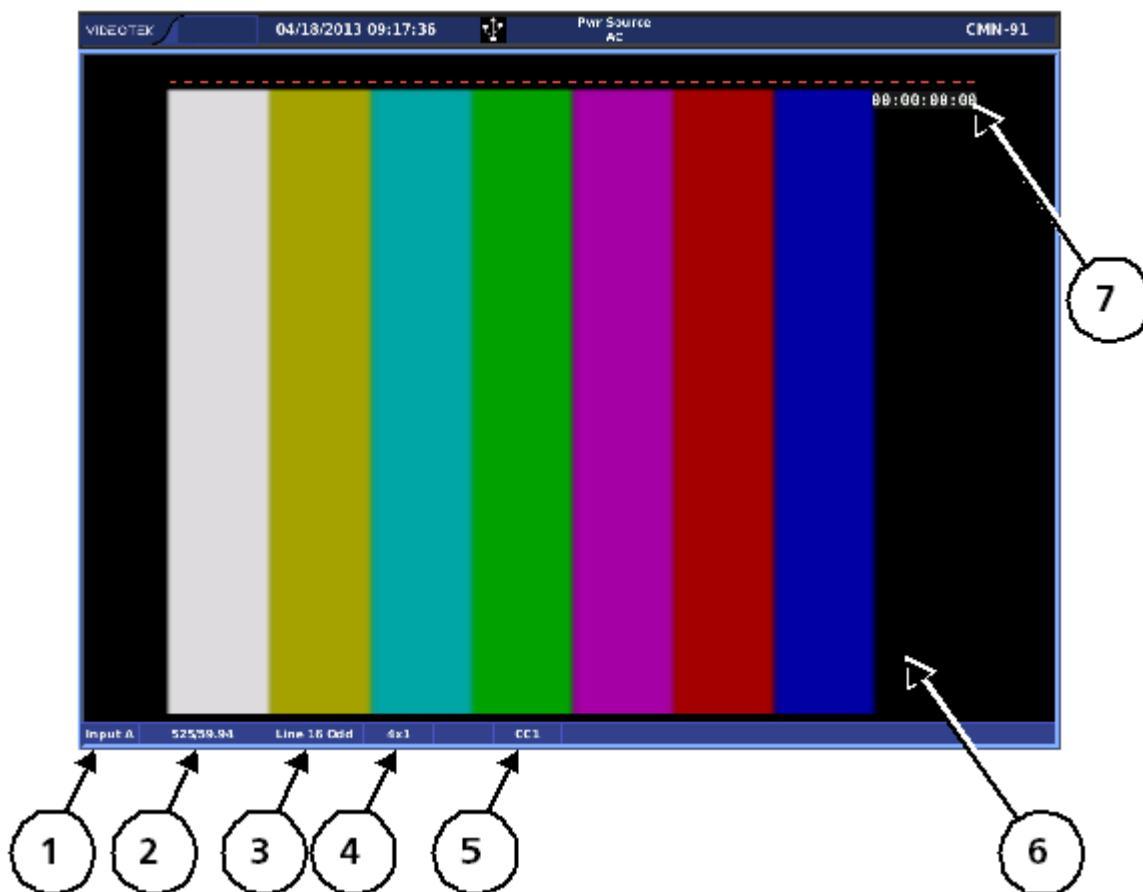 VIDEOTEK 04/18/2013 09:17:36 Pwr Source CMN-91
AC
00:00:00:00
Input A 525/59.94 Line 16 Odd 4x1 CC1
7
1 2 3 4 5 6